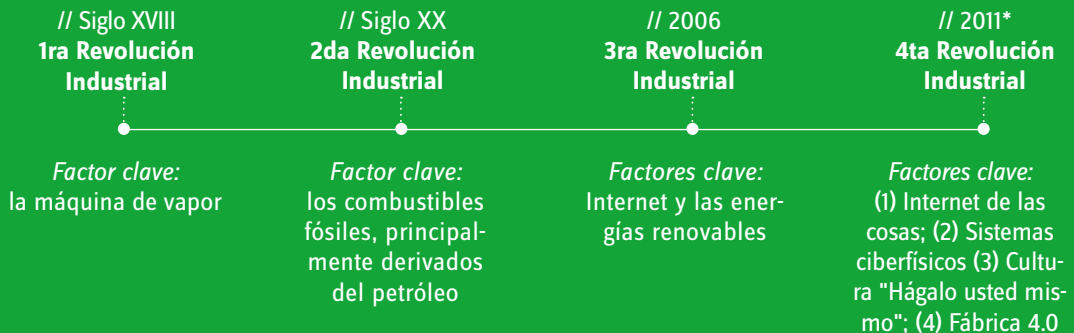 // Siglo XVIII
1ra Revolución
Industrial
Factor clave:
la máquina de vapor
// Siglo XX
2da Revolución
Industrial
Factor clave:
los combustibles
fósiles, principal-
mente derivados
del petróleo
// 2006
3ra Revolución
Industrial
Factores clave:
Internet y las ener-
gías renovables
// 2011*
4ta Revolución
Industrial
Factores clave:
(1) Internet de las
cosas; (2) Sistemas
ciberfísicos (3) Cultu-
ra "Hágalo usted mis-
mo"; (4) Fábrica 4.0